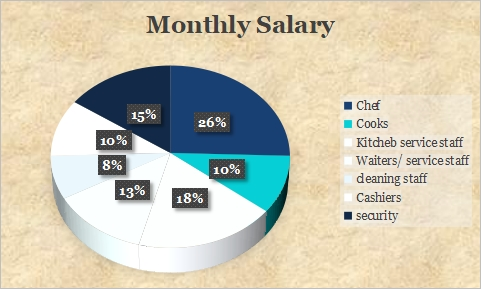 Monthly Salary
26%
10%
18%
13%
8%
10%
15%
Chef
Cooks
Kitcheb service staff
Waiters/ service staff
cleaning staff
Cashiers
security